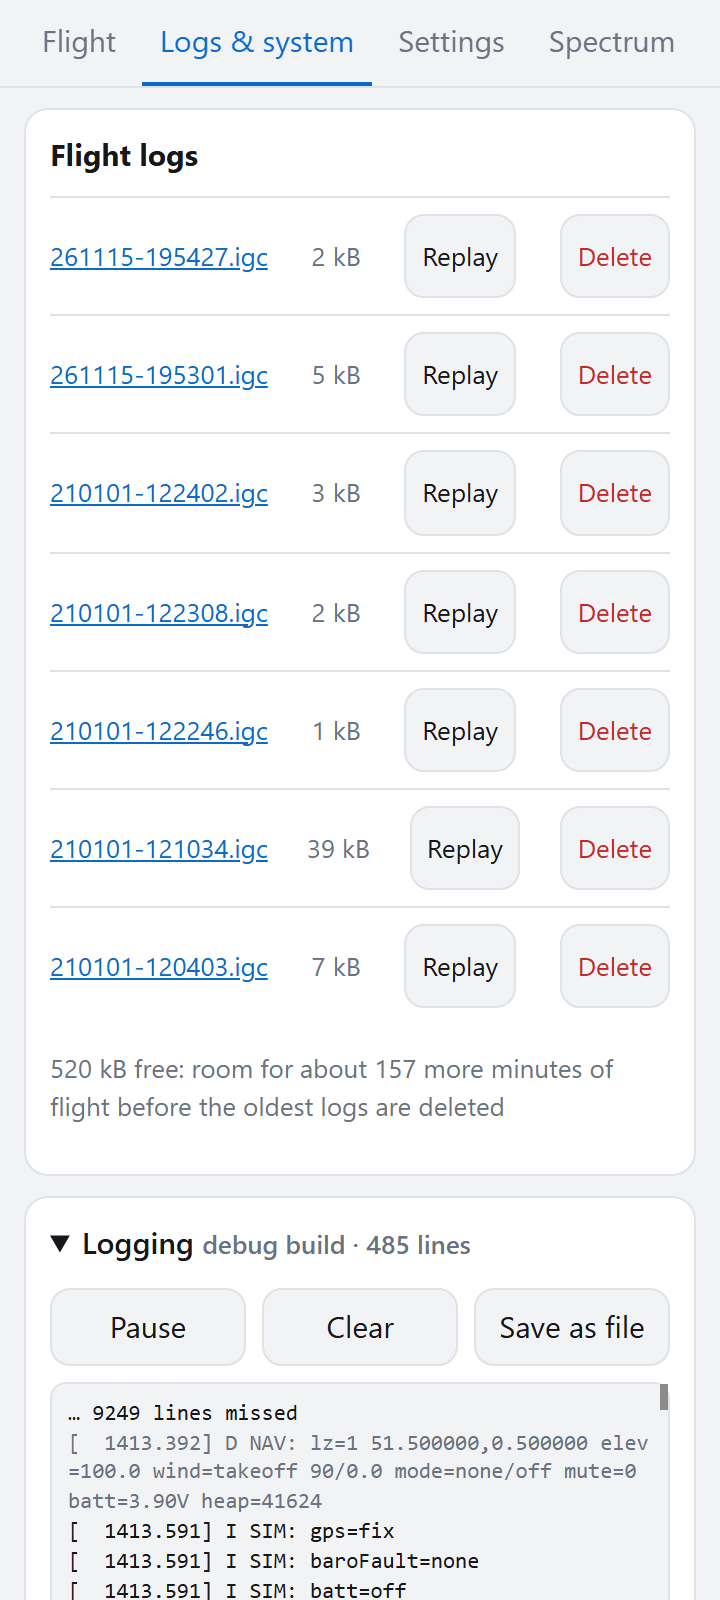 Flight Logs & system Settings Spectrum
Flight logs
261115-195427.igc 2 kB Replay Delete
261115-195301.igc 5 kB Replay Delete
210101-122402.igc 3 kB Replay Delete
210101-122308.igc 2 kB Replay Delete
210101-122246.igc 1 kB Replay Delete
210101-121034.igc 39 kB Replay Delete
210101-120403.igc 7 kB Replay Delete
520 kB free: room for about 157 more minutes of
flight before the oldest logs are deleted
▼ Logging debug build · 485 lines
Pause Clear Save as file
… 9249 lines missed
[  1413.392] D NAV: lz=1 51.500000,0.500000 elev
=100.0 wind=takeoff 90/0.0 mode=none/off mute=0
batt=3.90V heap=41624
[  1413.591] I SIM: gps=fix
[  1413.591] I SIM: baroFault=none
[  1413.591] I SIM: batt=off